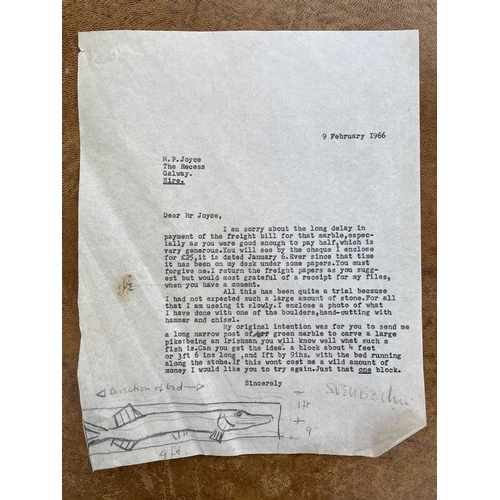 9 February 1966
M.P.Joyce
The Recess
Galway.
Eire.
Dear Mr Joyce,
I am sorry about the long delay in
payment of the freight bill for that marble,espec-
ially as you were good enough to pay half,which is
very generous.You will see by the cheque I enclose
for £25,it is dated January 6.Ever since that time
it has been on my desk under some papers.You must
forgive me.I return the freight papers as you sugg-
est but would most grateful of a receipt for my files,
when you have a moment.
All this has been quite a trial because
I had not expected such a large amount of stone.For all
that I am using it slowly.I enclose a photo of what
I have done with one of the boulders,hand-cutting with
hammer and chisel.
My original intention was for you to send me
a long narrow post of green marble to carve a large
pike:being an Irishman you will know well what such a
fish is.Can you get the idea. a block about 4 feet
or 3ft 6 ins long, and 1ft by 9ins. with the bed running
along the stone.If this wont cost me a wild amount of
money I would like you to try again.Just that one block.
Sincerely
Direction of bed
Sven Berlin
1ft
9"
4ft.